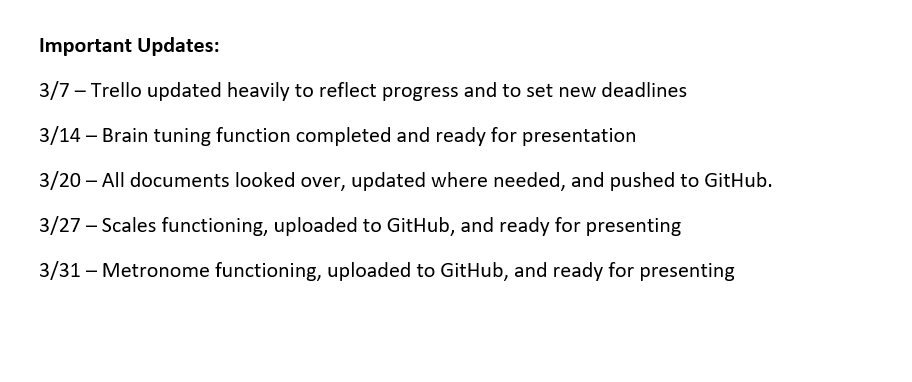 Important Updates:
3/7 – Trello updated heavily to reflect progress and to set new deadlines
3/14 – Brain tuning function completed and ready for presentation
3/20 – All documents looked over, updated where needed, and pushed to GitHub.
3/27 – Scales functioning, uploaded to GitHub, and ready for presenting
3/31 – Metronome functioning, uploaded to GitHub, and ready for presenting